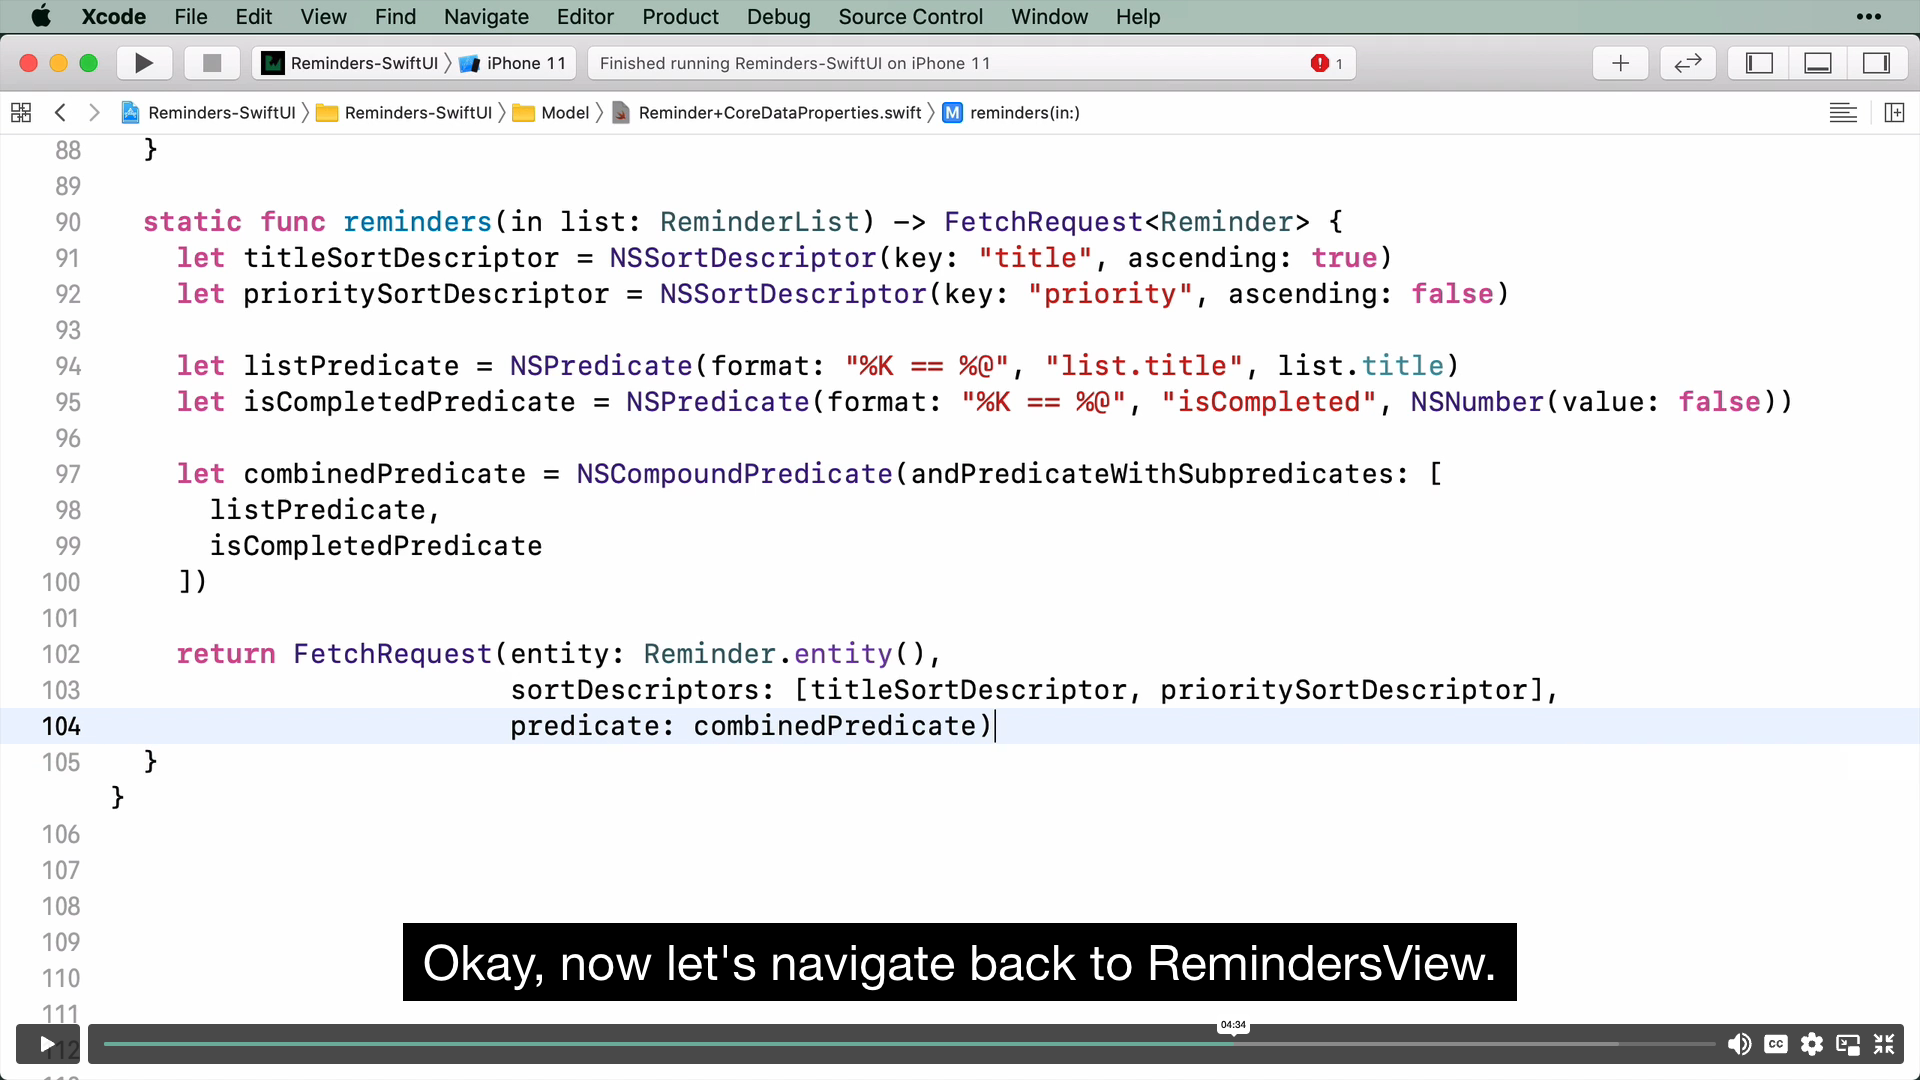 Xcode File Edit View Find Navigate Editor Product Debug Source Control Window Help •••
Reminders-SwiftUI 〉 iPhone 11 Finished running Reminders-SwiftUI on iPhone 11 1
Reminders-SwiftUI 〉 Reminders-SwiftUI 〉 Model 〉 Reminder+CoreDataProperties.swift 〉 M reminders(in:)
88 }
89
90 static func reminders(in list: ReminderList) -> FetchRequest<Reminder> {
91 let titleSortDescriptor = NSSortDescriptor(key: "title", ascending: true)
92 let prioritySortDescriptor = NSSortDescriptor(key: "priority", ascending: false)
93
94 let listPredicate = NSPredicate(format: "%K == %@", "list.title", list.title)
95 let isCompletedPredicate = NSPredicate(format: "%K == %@", "isCompleted", NSNumber(value: false))
96
97 let combinedPredicate = NSCompoundPredicate(andPredicateWithSubpredicates: [
98 listPredicate,
99 isCompletedPredicate
100 ])
101
102 return FetchRequest(entity: Reminder.entity(),
103 sortDescriptors: [titleSortDescriptor, prioritySortDescriptor],
104 predicate: combinedPredicate)
105 }
}
106
107
108
109
110
111
112
Okay, now let's navigate back to RemindersView.
04:34
CC